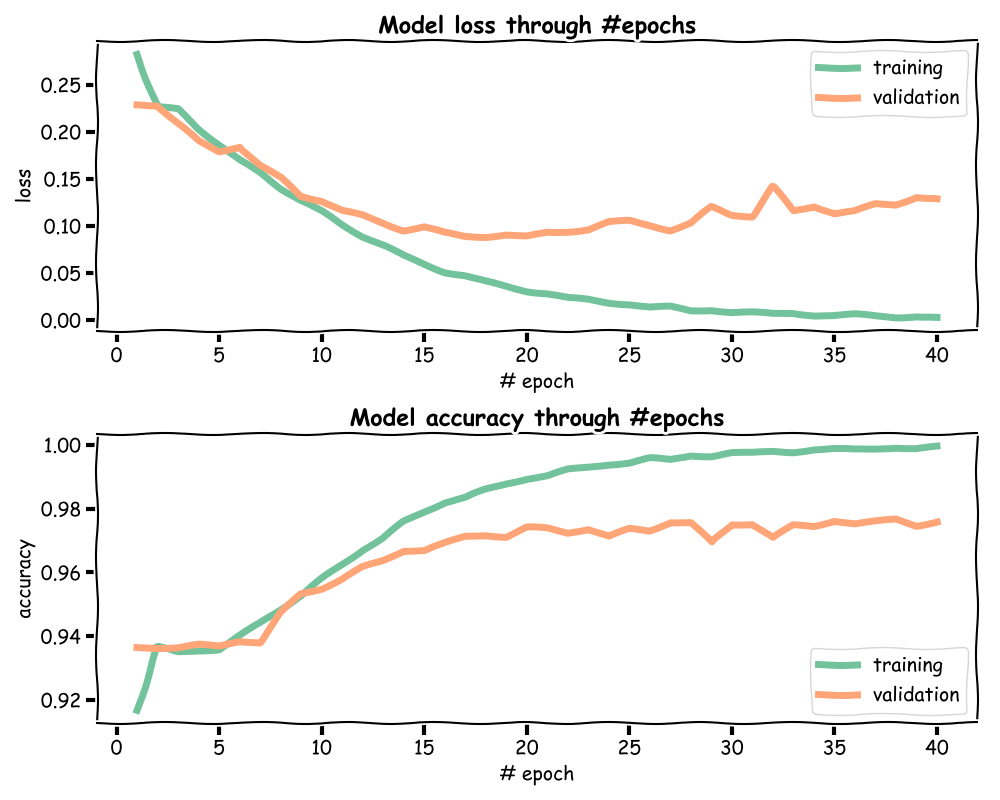 Model loss through #epochs
0.25
0.20
0.15
0.10
0.05
0.00
loss
training
validation
0 5 10 15 20 25 30 35 40
# epoch
Model accuracy through #epochs
1.00
0.98
0.96
0.94
0.92
accuracy
training
validation
0 5 10 15 20 25 30 35 40
# epoch